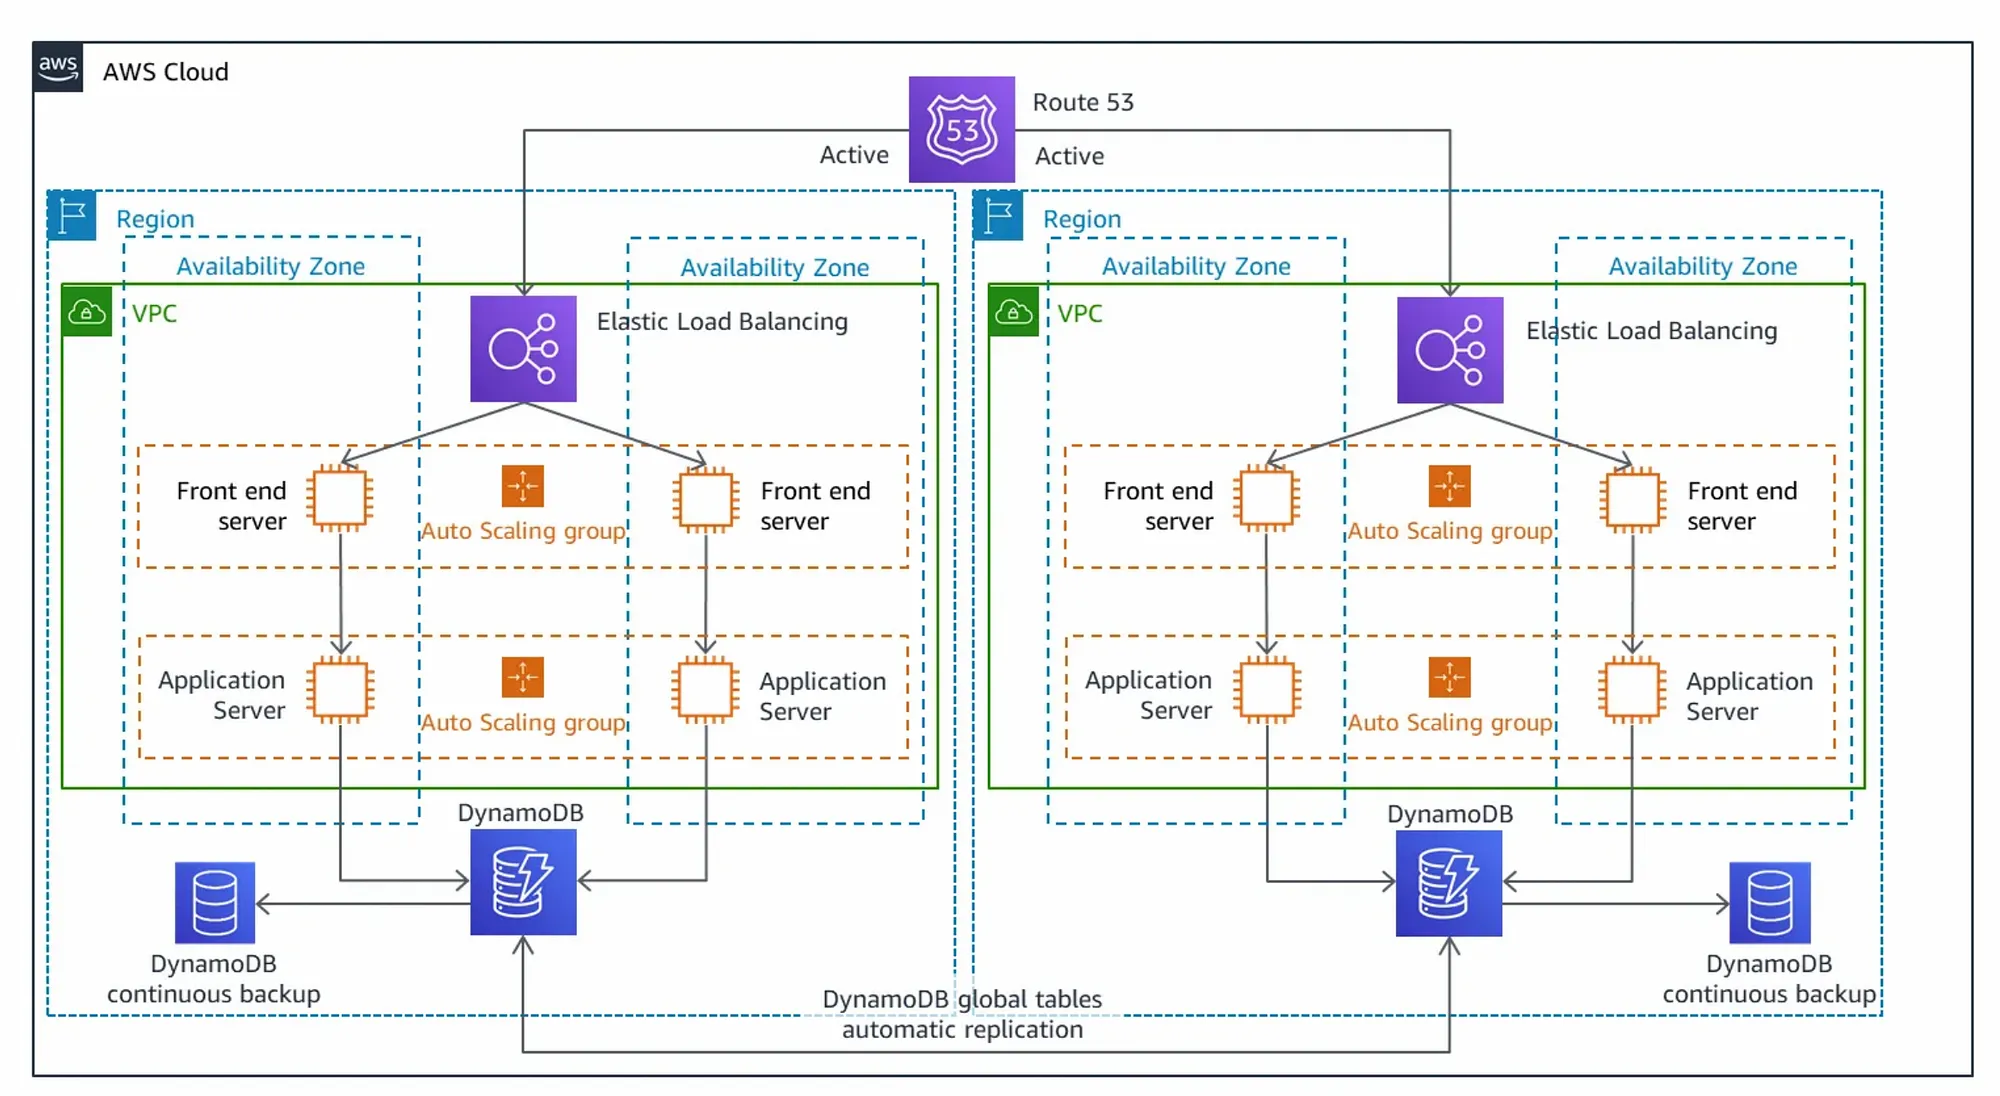 aws
AWS Cloud
Route 53
53
Active
Active
Region
Availability Zone
Availability Zone
VPC
Elastic Load Balancing
Front end
server
Auto Scaling group
Front end
server
Application
Server
Auto Scaling group
Application
Server
DynamoDB
DynamoDB
continuous backup
Region
Availability Zone
Availability Zone
VPC
Elastic Load Balancing
Front end
server
Auto Scaling group
Front end
server
Application
Server
Auto Scaling group
Application
Server
DynamoDB
DynamoDB
continuous backup
DynamoDB global tables
automatic replication